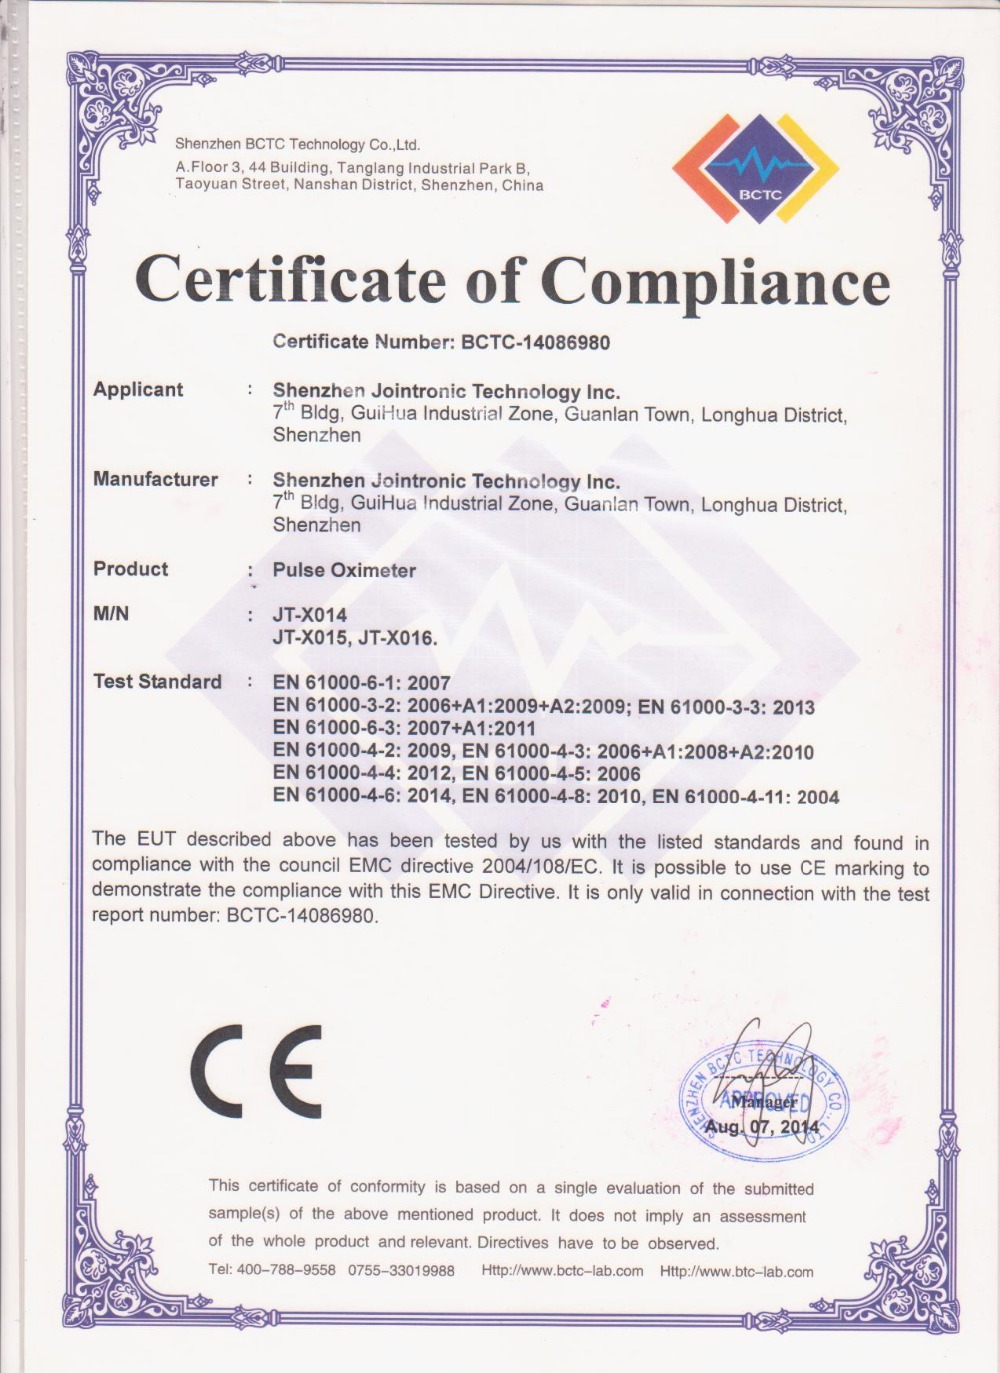 Shenzhen BCTC Technology Co.,Ltd.
A.Floor 3, 44 Building, Tanglang Industrial Park B,
Taoyuan Street, Nanshan District, Shenzhen, China
BCTC
Certificate of Compliance
Certificate Number: BCTC-14086980
Applicant : Shenzhen Jointronic Technology Inc.
7th Bldg, GuiHua Industrial Zone, Guanlan Town, Longhua District,
Shenzhen
Manufacturer : Shenzhen Jointronic Technology Inc.
7th Bldg, GuiHua Industrial Zone, Guanlan Town, Longhua District,
Shenzhen
Product : Pulse Oximeter
M/N : JT-X014
JT-X015, JT-X016.
Test Standard : EN 61000-6-1: 2007
EN 61000-3-2: 2006+A1:2009+A2:2009; EN 61000-3-3: 2013
EN 61000-6-3: 2007+A1:2011
EN 61000-4-2: 2009, EN 61000-4-3: 2006+A1:2008+A2:2010
EN 61000-4-4: 2012, EN 61000-4-5: 2006
EN 61000-4-6: 2014, EN 61000-4-8: 2010, EN 61000-4-11: 2004
The EUT described above has been tested by us with the listed standards and found in
compliance with the council EMC directive 2004/108/EC. It is possible to use CE marking to
demonstrate the compliance with this EMC Directive. It is only valid in connection with the test
report number: BCTC-14086980.
CE
SHENZHEN BCTC TECHNOLOGY CO.,LTD
APPROVED
Manager
Aug. 07, 2014
This certificate of conformity is based on a single evaluation of the submitted
sample(s) of the above mentioned product. It does not imply an assessment
of the whole product and relevant. Directives have to be observed.
Tel: 400-788-9558 0755-33019988 Http://www.bctc-lab.com Http://www.btc-lab.com